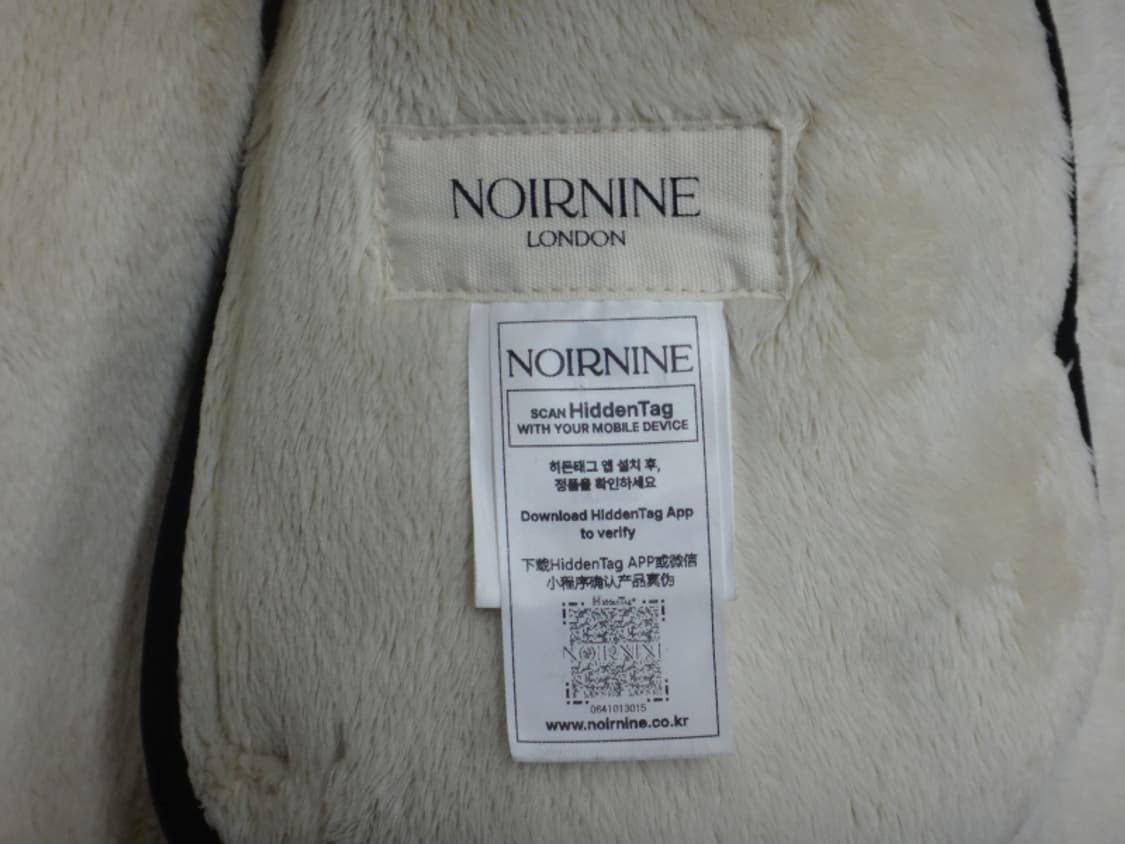 NOIRNINE
LONDON
NOIRNINE
SCAN HiddenTag
WITH YOUR MOBILE DEVICE
히든태그 앱 설치 후,
정품을 확인하세요
Download HiddenTag App
to verify
下载HiddenTag APP或微信
小程序确认产品真伪
HiddenTag
NOIRNINE
0641013015
www.noirnine.co.kr